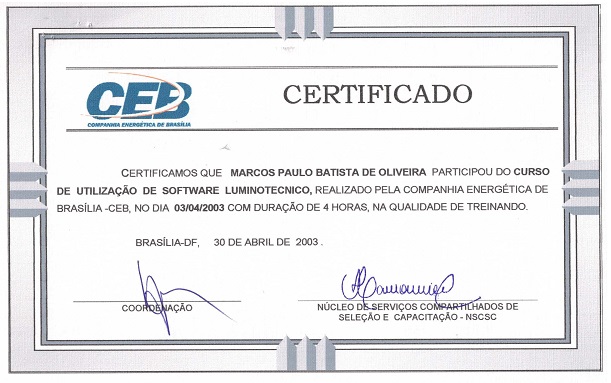 CEB
COMPANHIA ENERGÉTICA DE BRASÍLIA
CERTIFICADO
CERTIFICAMOS QUE MARCOS PAULO BATISTA DE OLIVEIRA PARTICIPOU DO CURSO
DE UTILIZAÇÃO DE SOFTWARE LUMINOTECNICO, REALIZADO PELA COMPANHIA ENERGÉTICA DE
BRASÍLIA -CEB, NO DIA 03/04/2003 COM DURAÇÃO DE 4 HORAS, NA QUALIDADE DE TREINANDO.
BRASÍLIA-DF, 30 DE ABRIL DE 2003 .
COORDENAÇÃO
NÚCLEO DE SERVIÇOS COMPARTILHADOS DE
SELEÇÃO E CAPACITAÇÃO - NSCSC